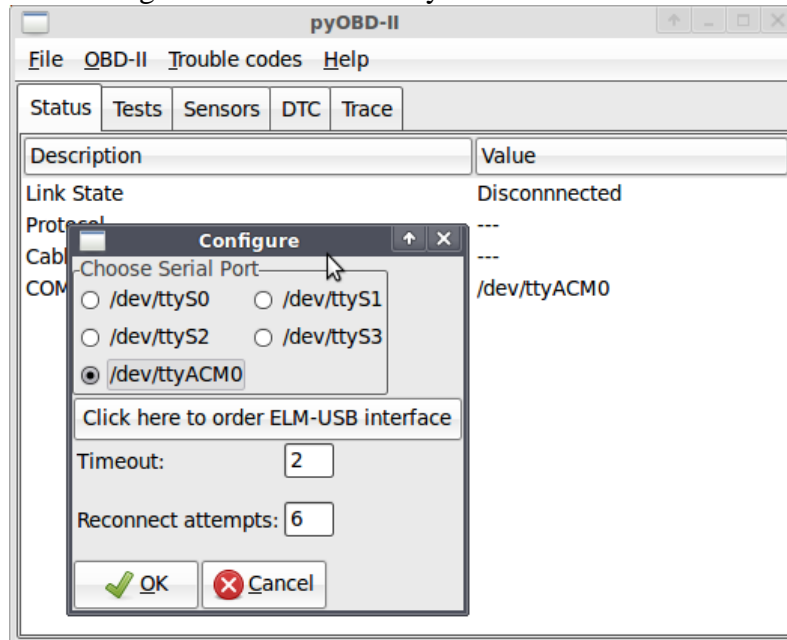 pyOBD-II
File OBD-II Trouble codes Help
Status Tests Sensors DTC Trace
Description Value
Link State Disconnnected
---
Configure
---
Choose Serial Port
COM /dev/ttyACM0
/dev/ttyS0 /dev/ttyS1
/dev/ttyS2 /dev/ttyS3
/dev/ttyACM0
Click here to order ELM-USB interface
Timeout: 2
Reconnect attempts: 6
OK Cancel